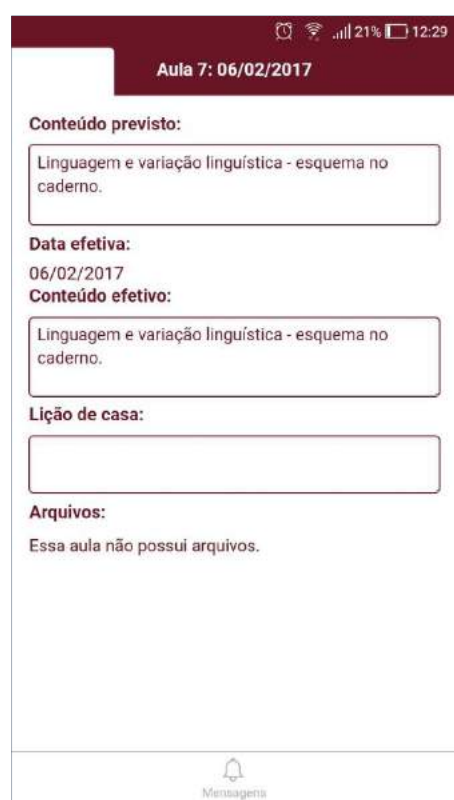 21% 12:29
Aula 7: 06/02/2017
Conteúdo previsto:
Linguagem e variação linguística - esquema no
caderno.
Data efetiva:
06/02/2017
Conteúdo efetivo:
Linguagem e variação linguística - esquema no
caderno.
Lição de casa:
Arquivos:
Essa aula não possui arquivos.
Mensagens